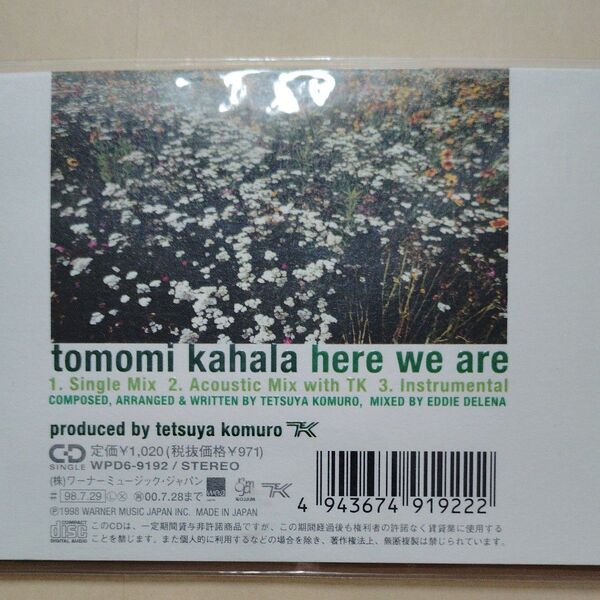 tomomi kahala here we are
1. Single Mix 2. Acoustic Mix with TK 3. Instrumental
COMPOSED, ARRANGED & WRITTEN BY TETSUYA KOMURO, MIXED BY EDDIE DELENA
produced by tetsuya komuro TK
CD 定価¥1,020(税抜価格¥971)
SINGLE WPD6-9192 / STEREO
(株)ワーナーミュージック・ジャパン
# 98.7.29 L X 00.7.28まで
℗1998 WARNER MUSIC JAPAN INC. MADE IN JAPAN
4 943674 919222
COMPACT
disc
DIGITAL AUDIO
このCDは、一定期間貸与非許諾商品ですが、この期間経過後も権利者の許諾なく賃貸業に使用する
ことを禁じます。また個人的に利用するなどの場合を除き、著作権法上、無断複製は禁じられています。